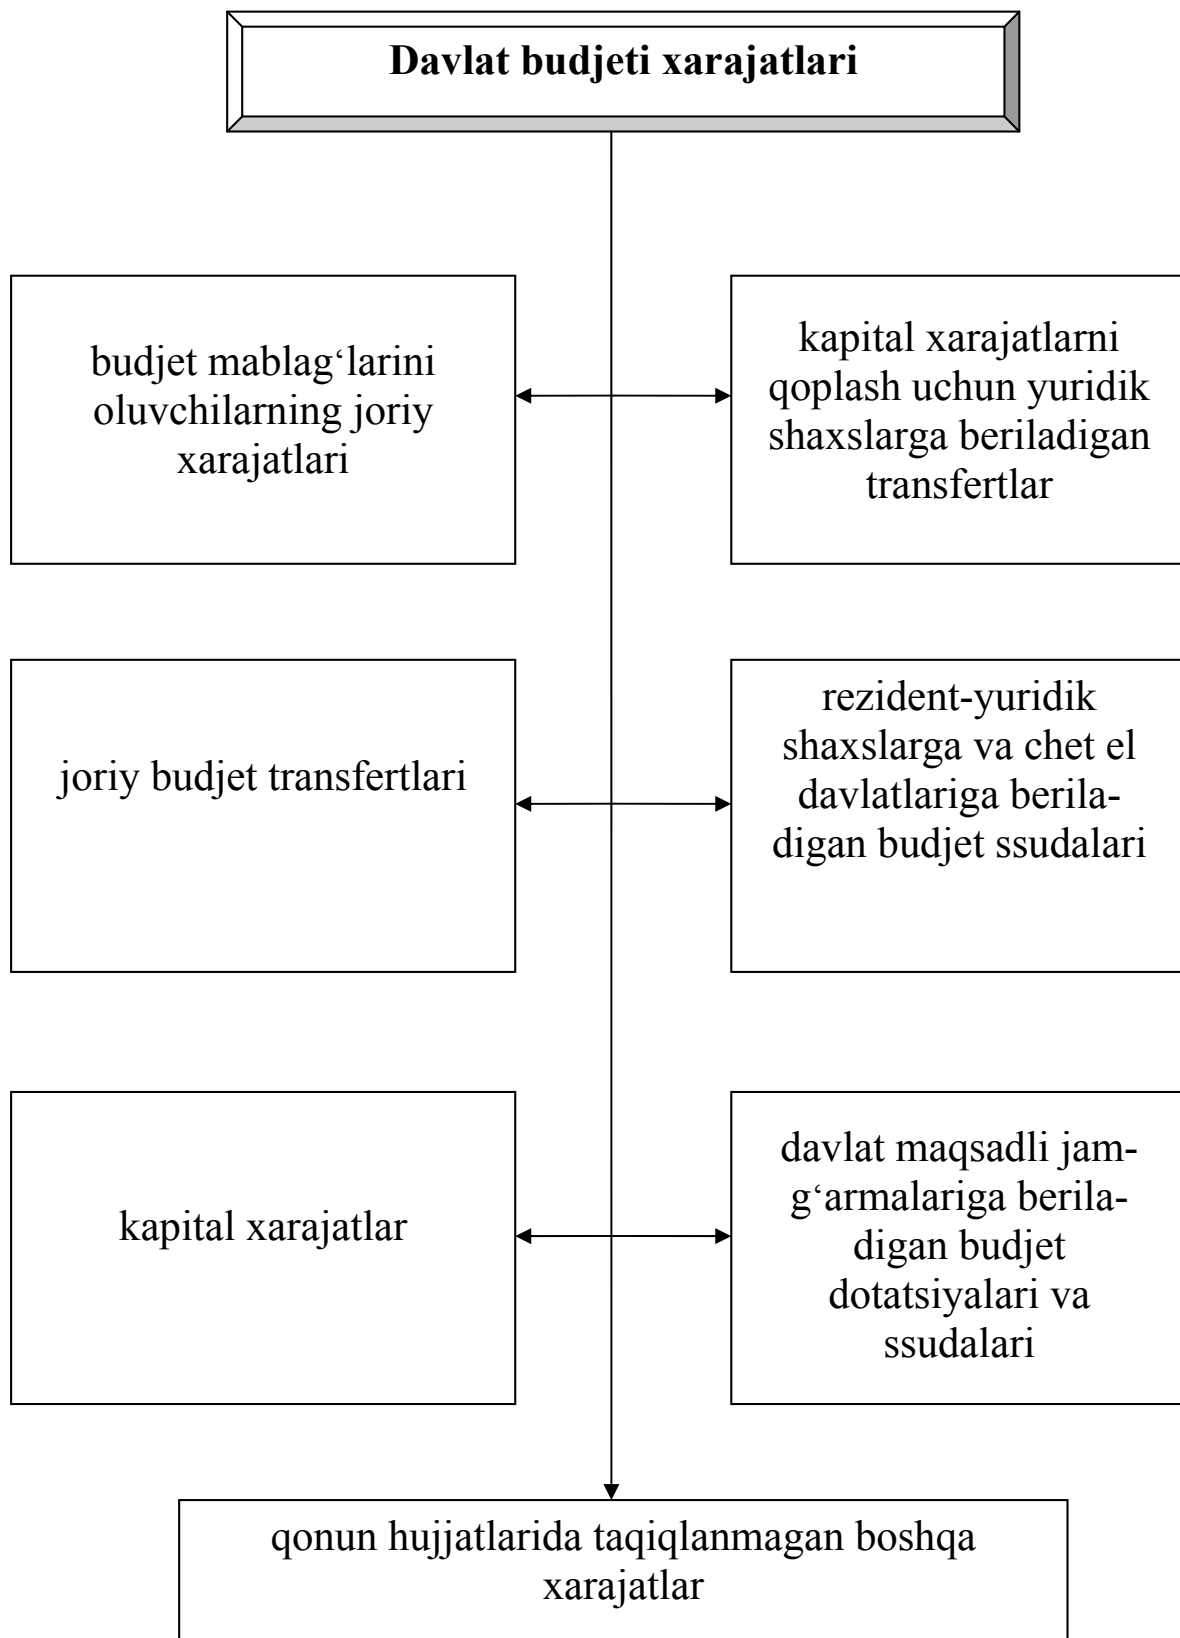 Davlat budjeti xarajatlari
budjet mablag‘larini
oluvchilarning joriy
xarajatlari
kapital xarajatlarni
qoplash uchun yuridik
shaxslarga beriladigan
transfertlar
joriy budjet transfertlari
rezident-yuridik
shaxslarga va chet el
davlatlariga berila-
digan budjet ssudalari
kapital xarajatlar
davlat maqsadli jam-
g‘armalariga berila-
digan budjet
dotatsiyalari va
ssudalari
qonun hujjatlarida taqiqlanmagan boshqa
xarajatlar